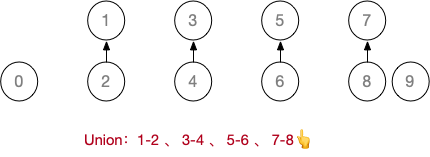 1 3 5 7
0 2 4 6 8 9
Union：1-2 、 3-4 、 5-6 、 7-8👆